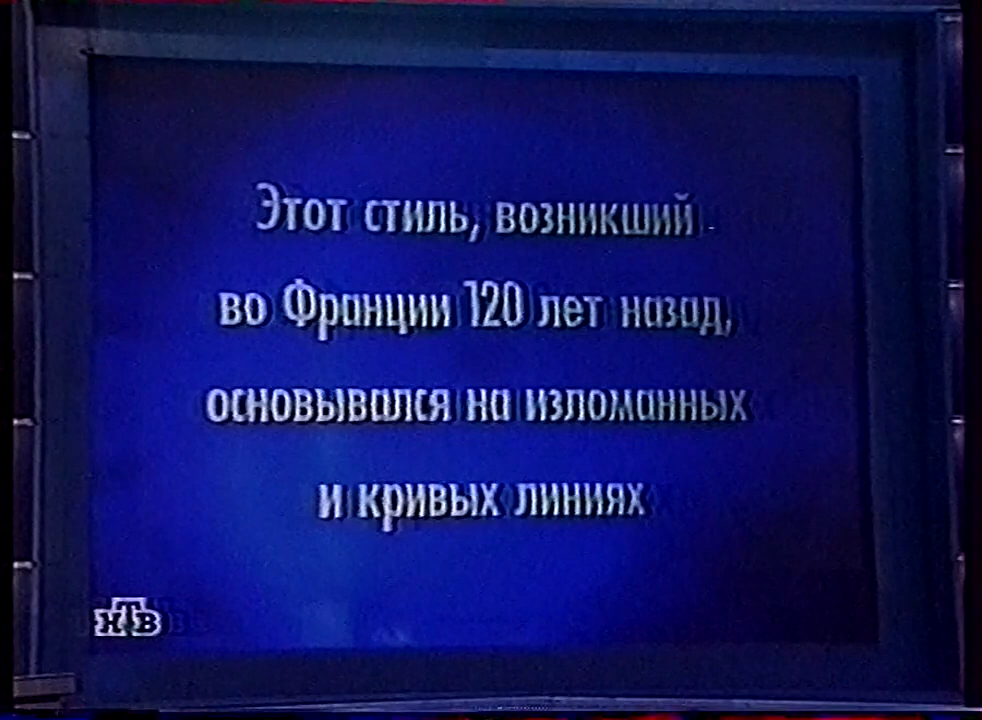 Этот стиль, возникший
во Франции 120 лет назад,
основывался на изломанных
и кривых линиях
НТВ